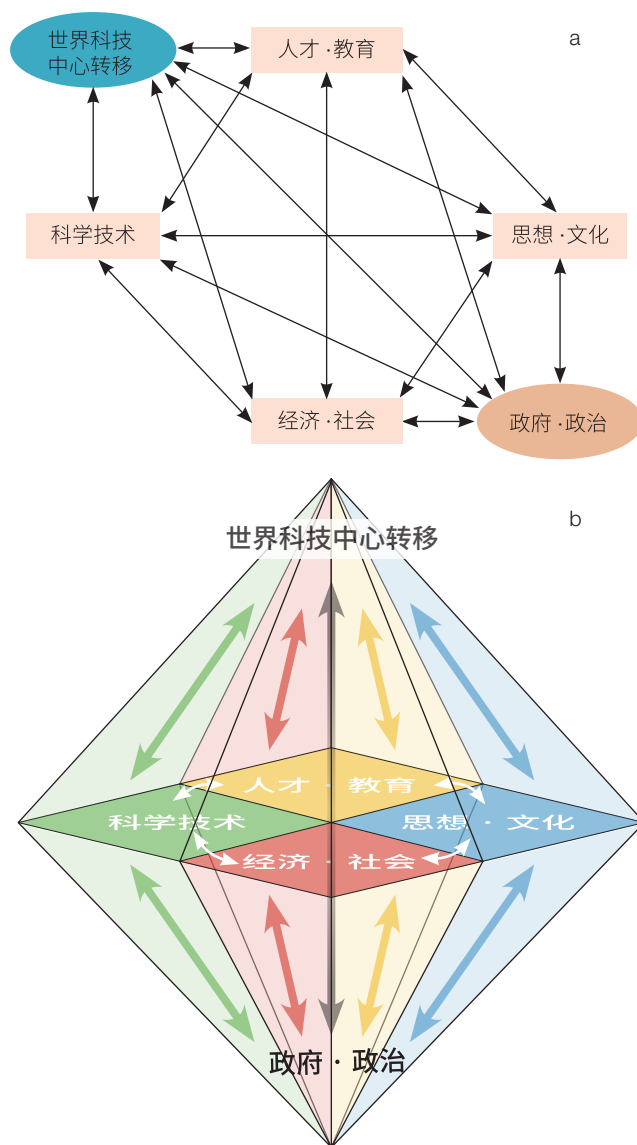 a
世界科技
中心转移
人才·教育
科学技术
思想·文化
经济·社会
政府·政治
b
世界科技中心转移
人才·教育
科学技术
思想·文化
经济·社会
政府·政治